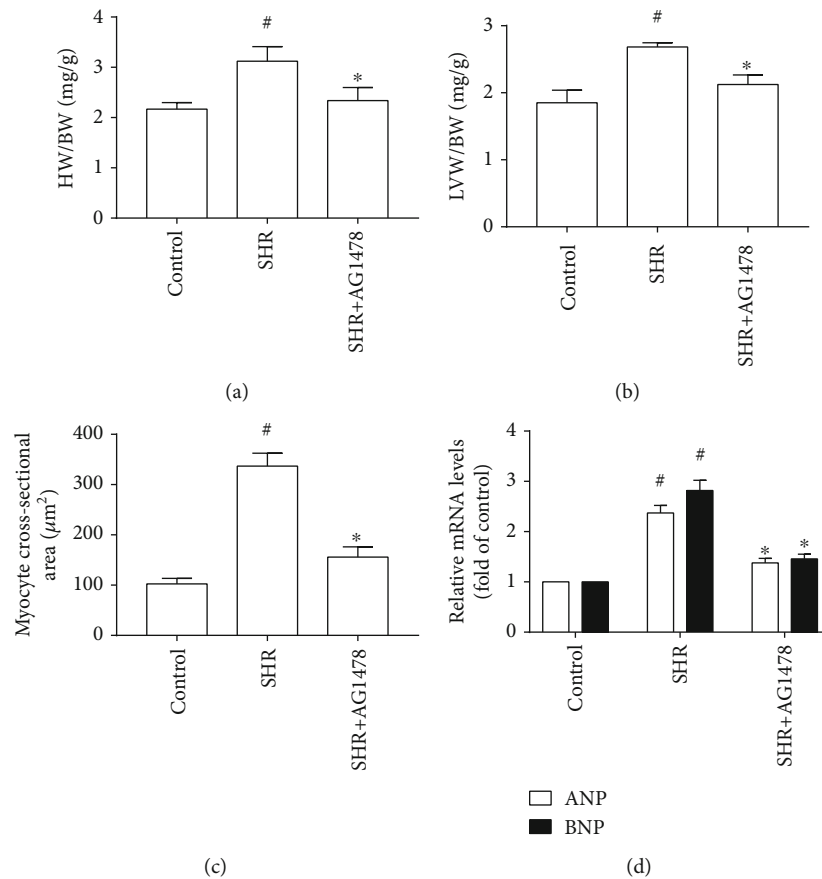 HW/BW (mg/g)
4
3
2
1
0
#
*
Control
SHR
SHR+AG1478
(a)
LVW/BW (mg/g)
3
2
1
0
#
*
Control
SHR
SHR+AG1478
(b)
Myocyte cross-sectional
area (μm²)
400
300
200
100
0
#
*
Control
SHR
SHR+AG1478
(c)
Relative mRNA levels
(fold of control)
4
3
2
1
0
# #
* *
Control
SHR
SHR+AG1478
ANP
BNP
(d)